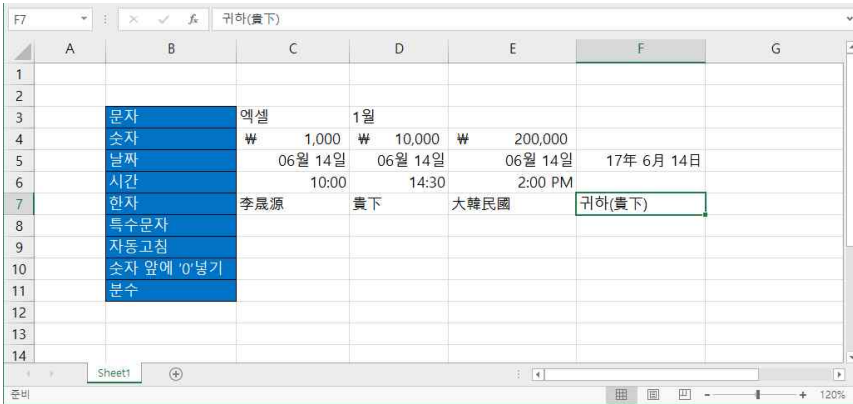 F7 fx 귀하(貴下)
A B C D E F G
1
2
3 문자 엑셀 1월
4 숫자 ₩ 1,000 ₩ 10,000 ₩ 200,000
5 날짜 06월 14일 06월 14일 06월 14일 17年 6月 14日
6 시간 10:00 14:30 2:00 PM
7 한자 李晟源 貴下 大韓民國 귀하(貴下)
8 특수문자
9 자동고침
10 숫자 앞에 '0'넣기
11 분수
12
13
14
Sheet1
준비 120%